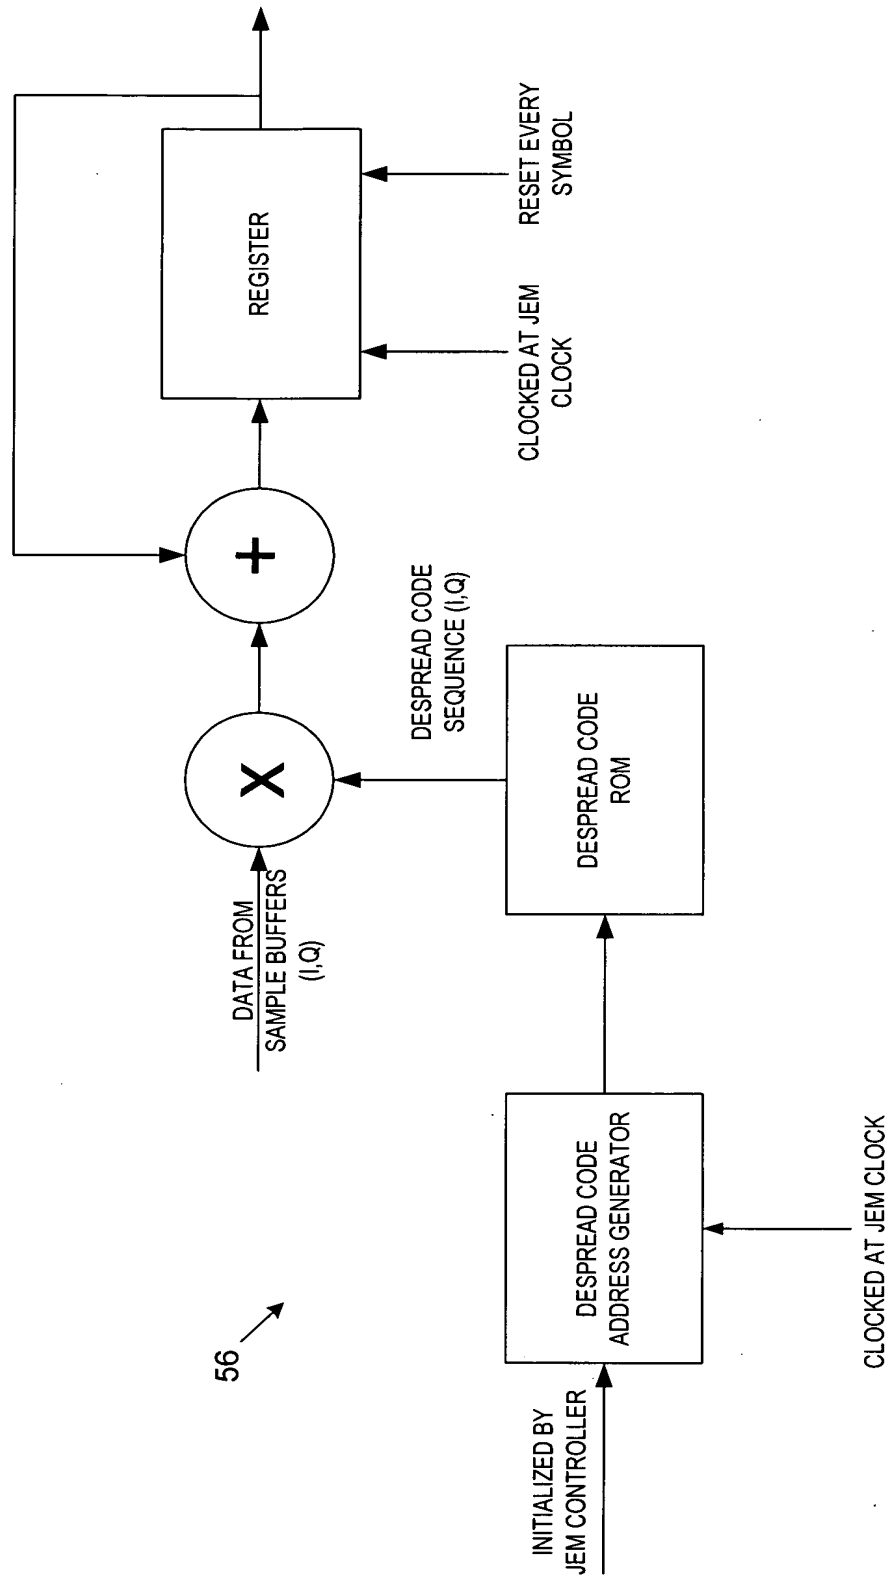 56
INITIALIZED BY
JEM CONTROLLER
DESPREAD CODE
ADDRESS GENERATOR
CLOCKED AT JEM CLOCK
DATA FROM
SAMPLE BUFFERS
(I,Q)
X
DESPREAD CODE
SEQUENCE (I,Q)
DESPREAD CODE
ROM
+
REGISTER
CLOCKED AT JEM
CLOCK
RESET EVERY
SYMBOL